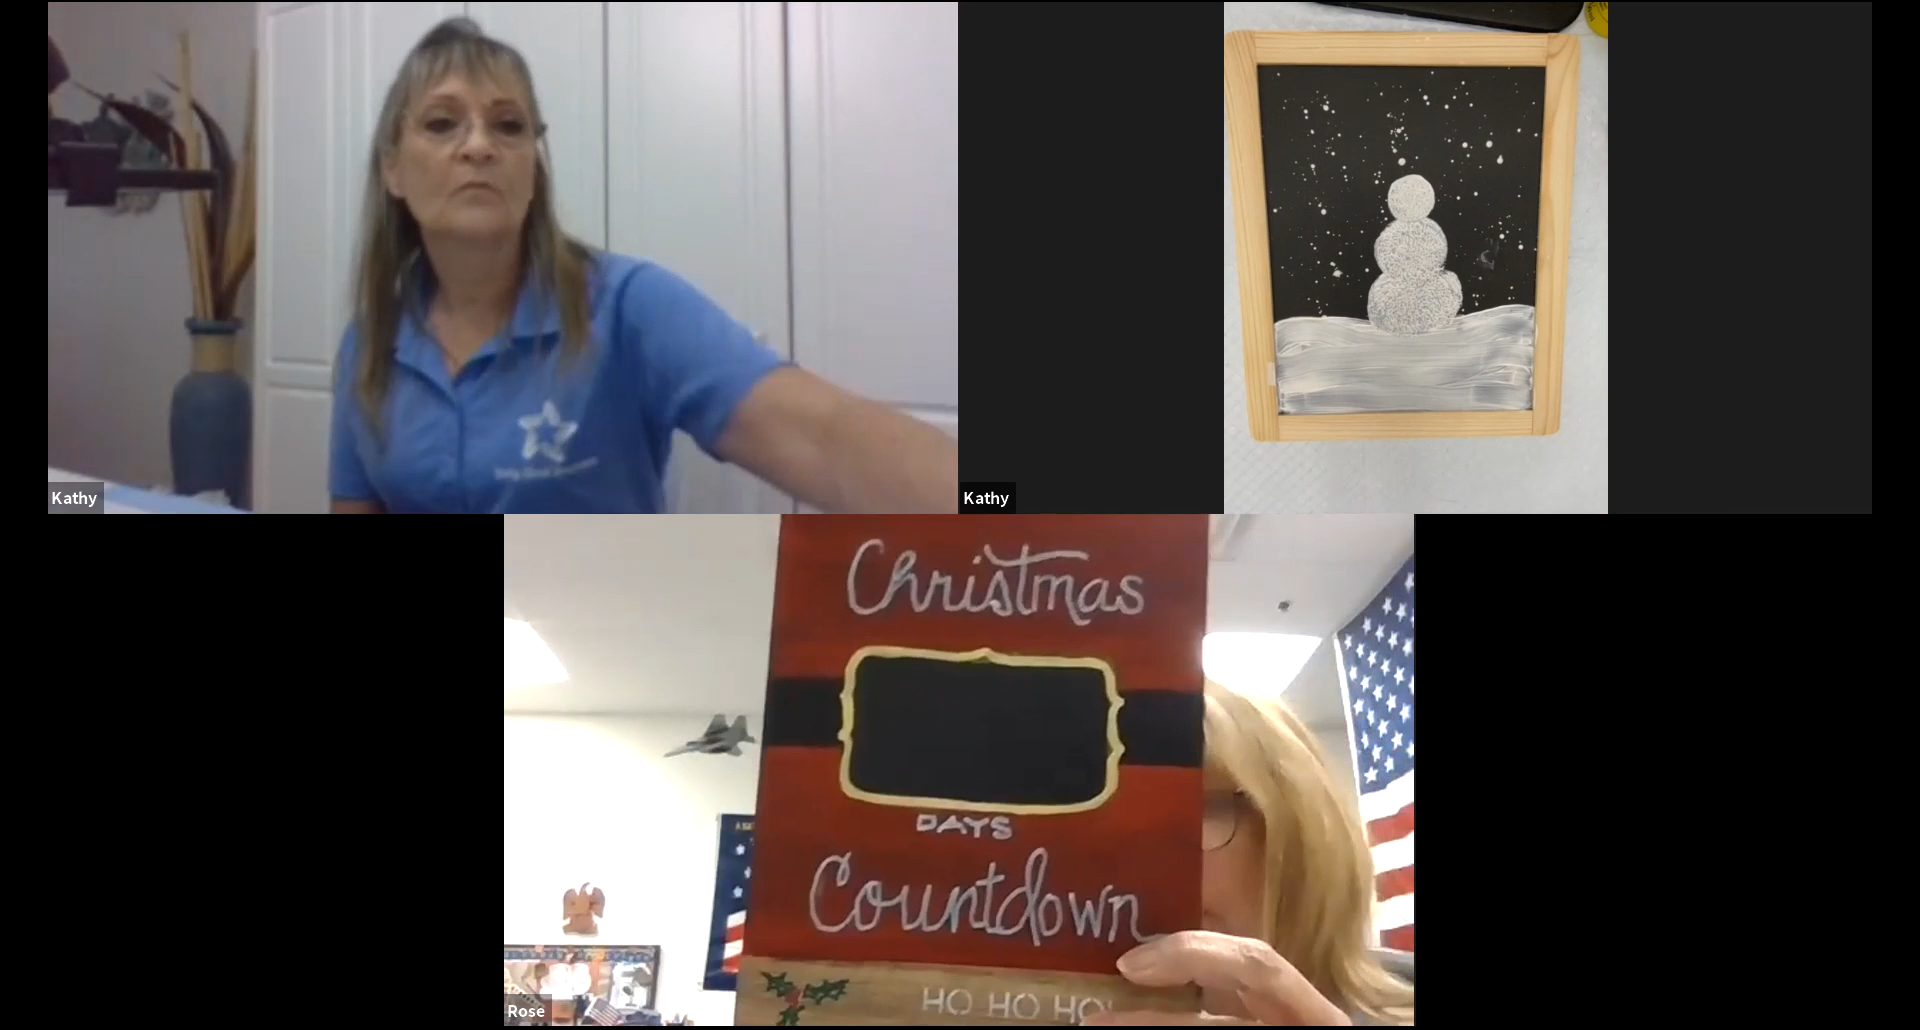 Kathy
Kathy
Christmas
DAYS
Countdown
HO HO HO!
Rose